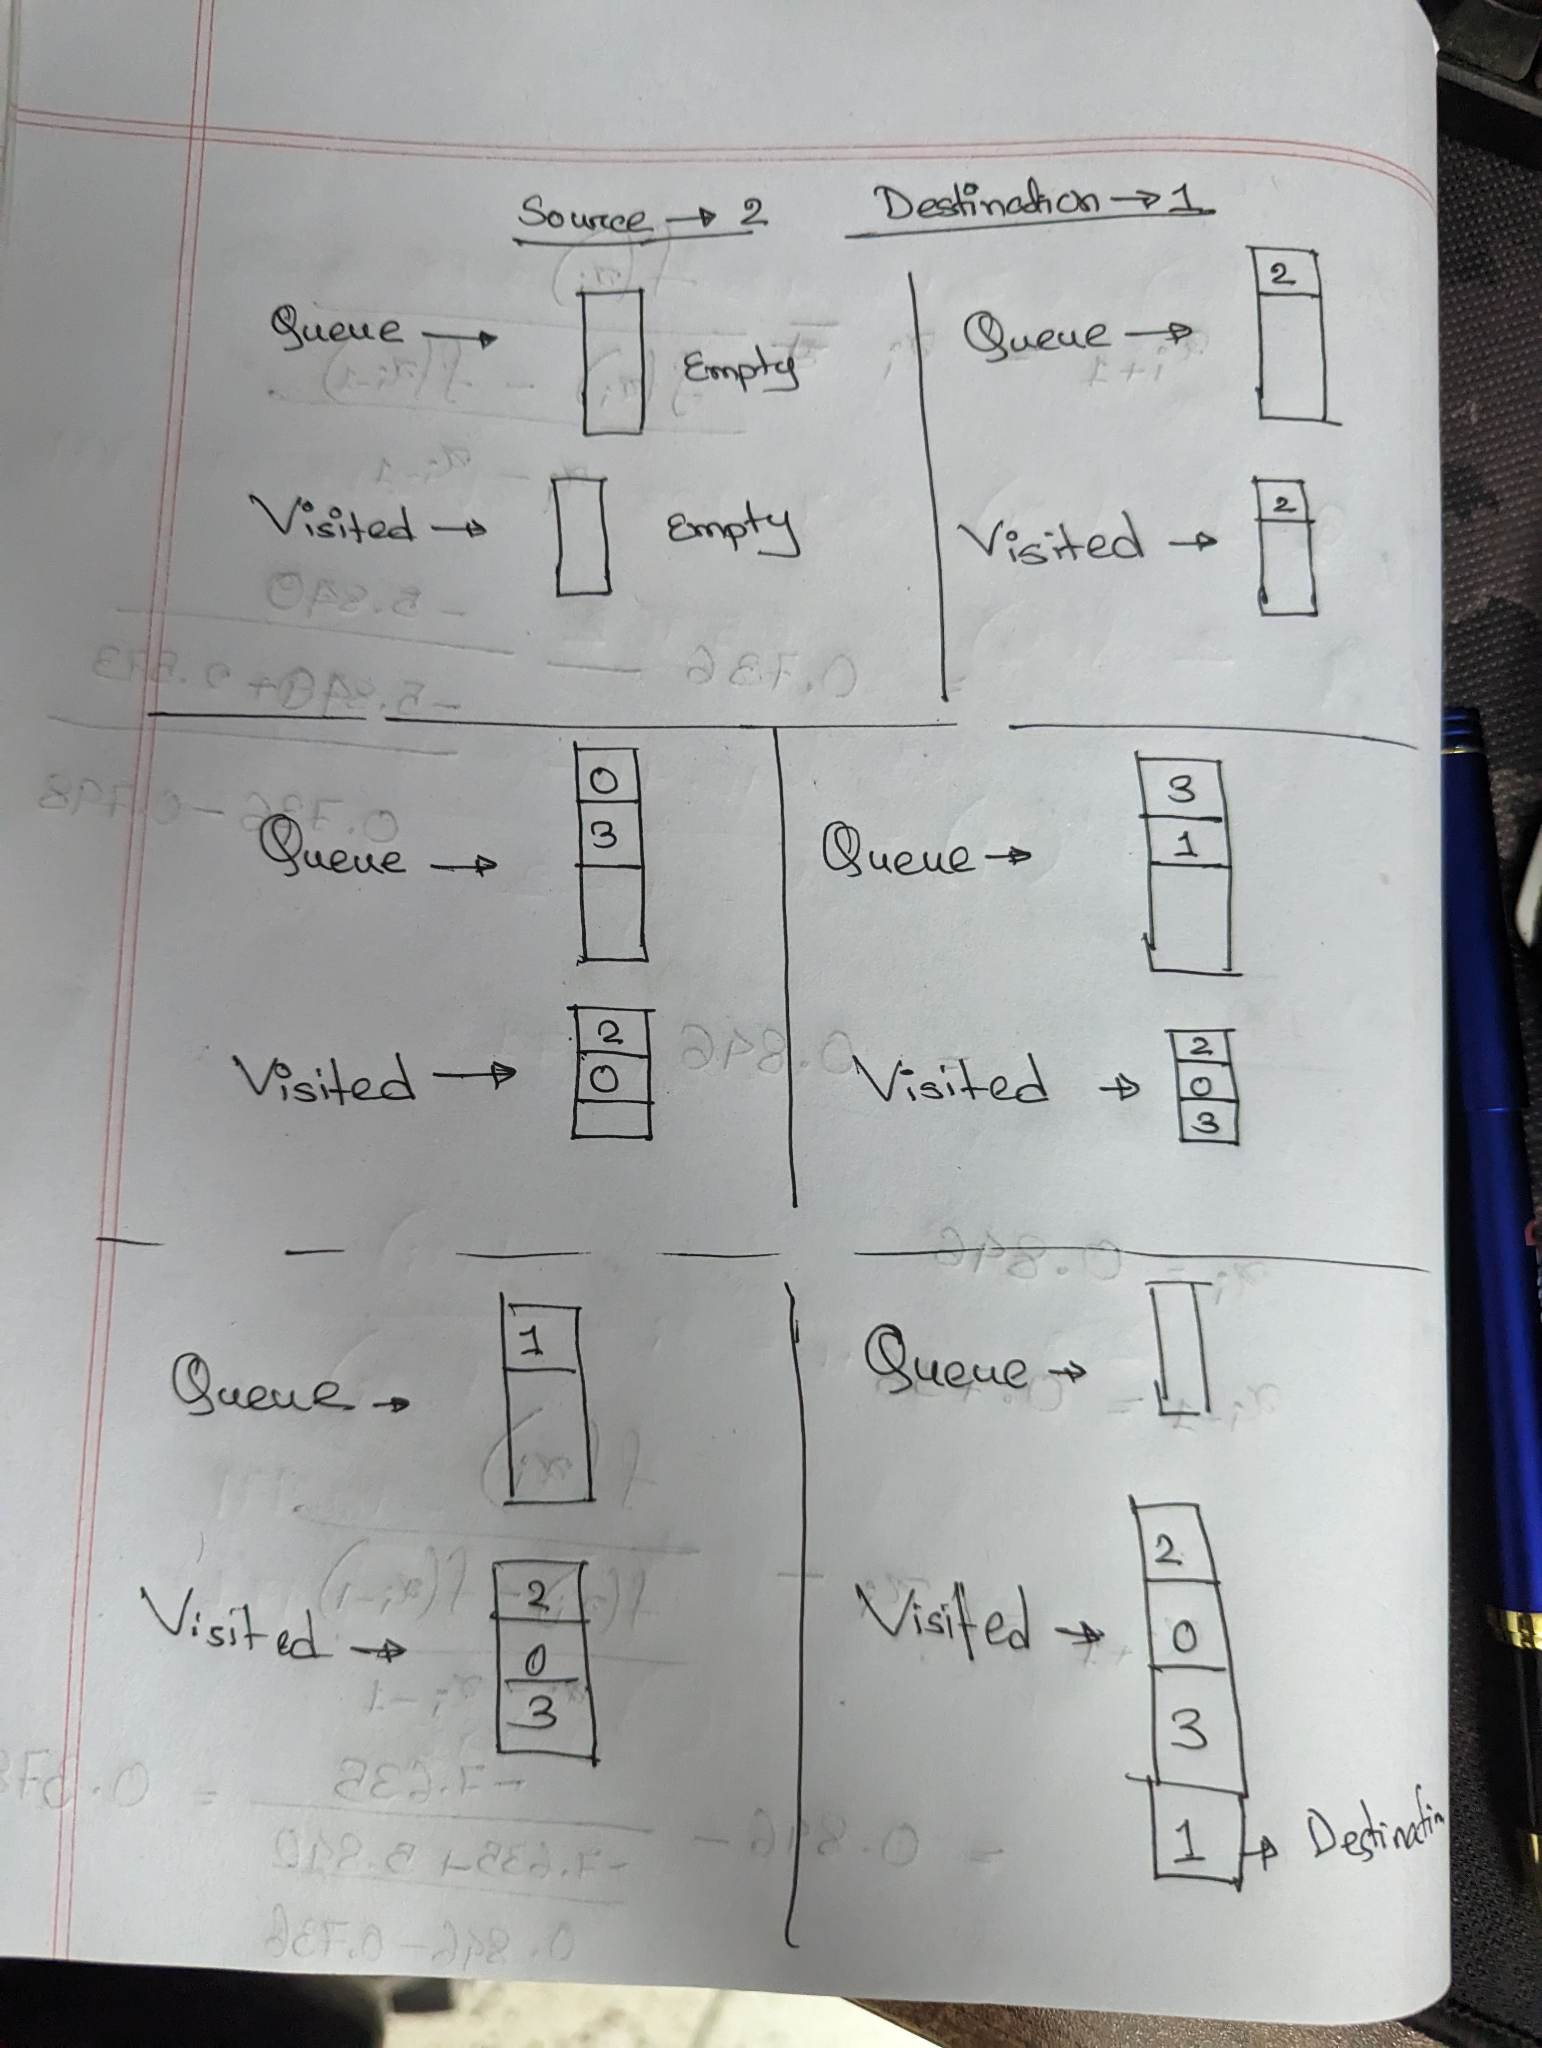 Source → 2
Destination → 1
Queue →
Empty
Visited →
Empty
2
Queue →
2
Visited →
0
3
Queue →
2
0
Visited →
3
1
Queue →
2
0
3
Visited →
1
Queue →
2
0
3
Visited →
Queue →
2
0
3
1
Visited →
→ Destination